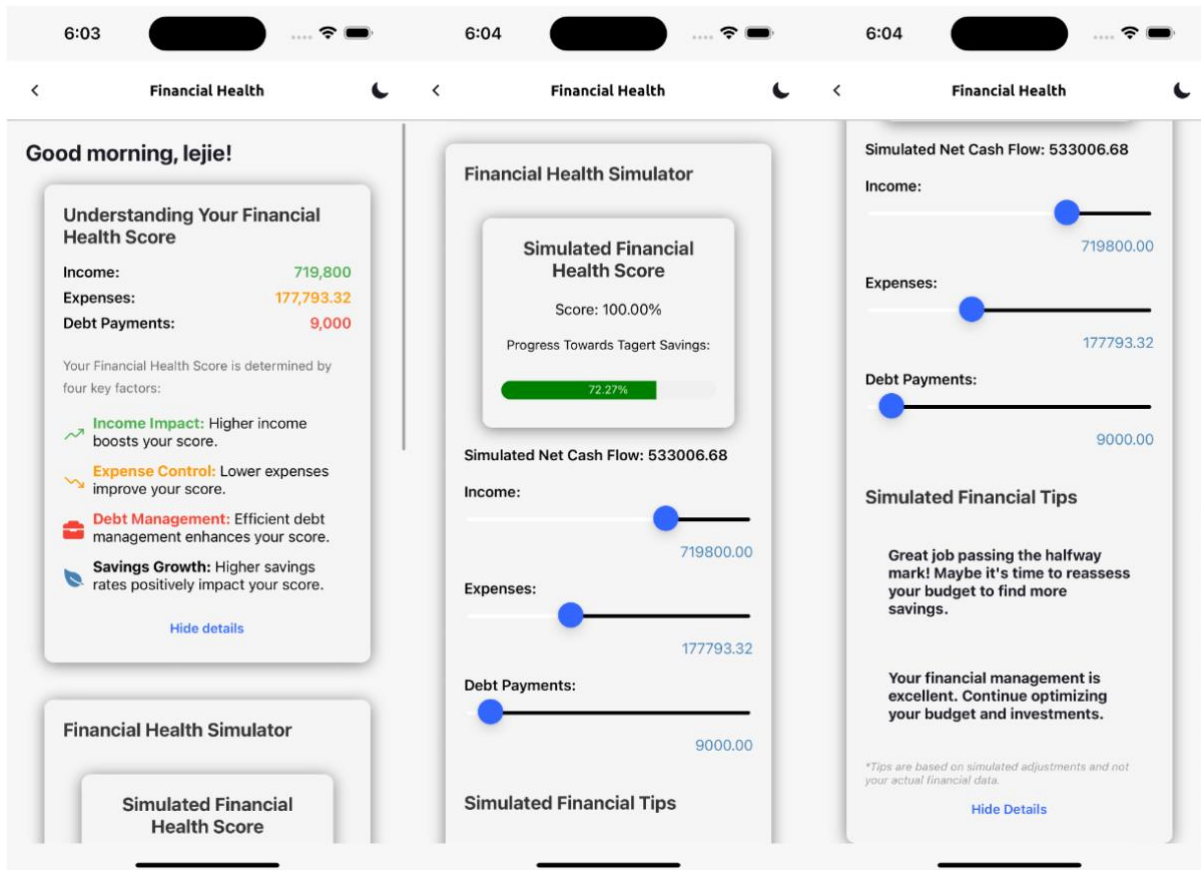 6:03
Financial Health
Good morning, lejie!
Understanding Your Financial
Health Score
Income: 719,800
Expenses: 177,793.32
Debt Payments: 9,000
Your Financial Health Score is determined by
four key factors:
Income Impact: Higher income
boosts your score.
Expense Control: Lower expenses
improve your score.
Debt Management: Efficient debt
management enhances your score.
Savings Growth: Higher savings
rates positively impact your score.
Hide details
Financial Health Simulator
Simulated Financial
Health Score
6:04
Financial Health
Financial Health Simulator
Simulated Financial
Health Score
Score: 100.00%
Progress Towards Tagert Savings:
72.27%
Simulated Net Cash Flow: 533006.68
Income:
719800.00
Expenses:
177793.32
Debt Payments:
9000.00
Simulated Financial Tips
6:04
Financial Health
Simulated Net Cash Flow: 533006.68
Income:
719800.00
Expenses:
177793.32
Debt Payments:
9000.00
Simulated Financial Tips
Great job passing the halfway
mark! Maybe it's time to reassess
your budget to find more
savings.
Your financial management is
excellent. Continue optimizing
your budget and investments.
*Tips are based on simulated adjustments and not
your actual financial data.
Hide Details